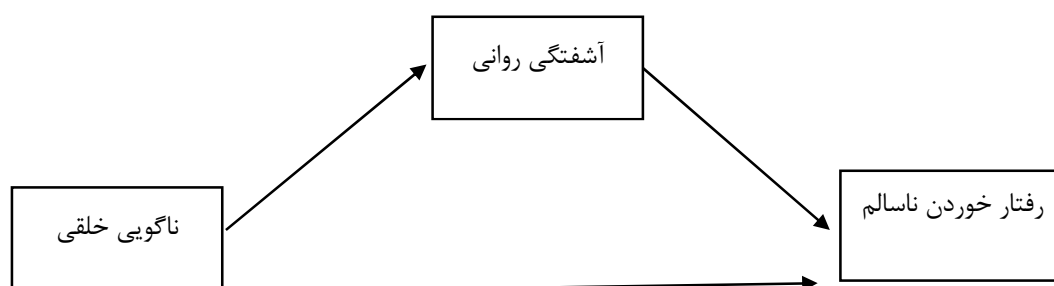 آشفتگی روانی
رفتار خوردن ناسالم
ناگویی خلقی